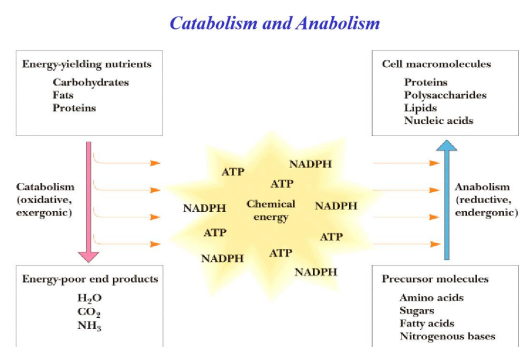 Catabolism and Anabolism
Energy-yielding nutrients
Carbohydrates
Fats
Proteins
Catabolism
(oxidative,
exergonic)
Energy-poor end products
H₂O
CO₂
NH₃
ATP
NADPH
ATP
NADPH
Chemical
energy
NADPH
ATP
ATP
NADPH
ATP
NADPH
Cell macromolecules
Proteins
Polysaccharides
Lipids
Nucleic acids
Anabolism
(reductive,
endergonic)
Precursor molecules
Amino acids
Sugars
Fatty acids
Nitrogenous bases